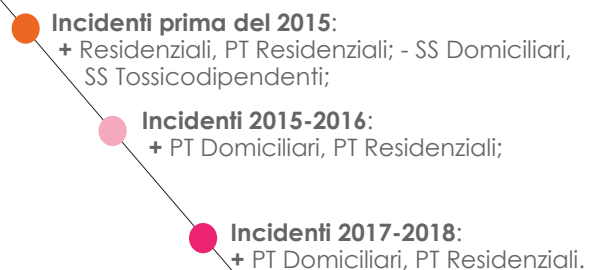 Incidenti prima del 2015:
+ Residenziali, PT Residenziali; - SS Domiciliari,
SS Tossicodipendenti;
Incidenti 2015-2016:
+ PT Domiciliari, PT Residenziali;
Incidenti 2017-2018:
+ PT Domiciliari, PT Residenziali.